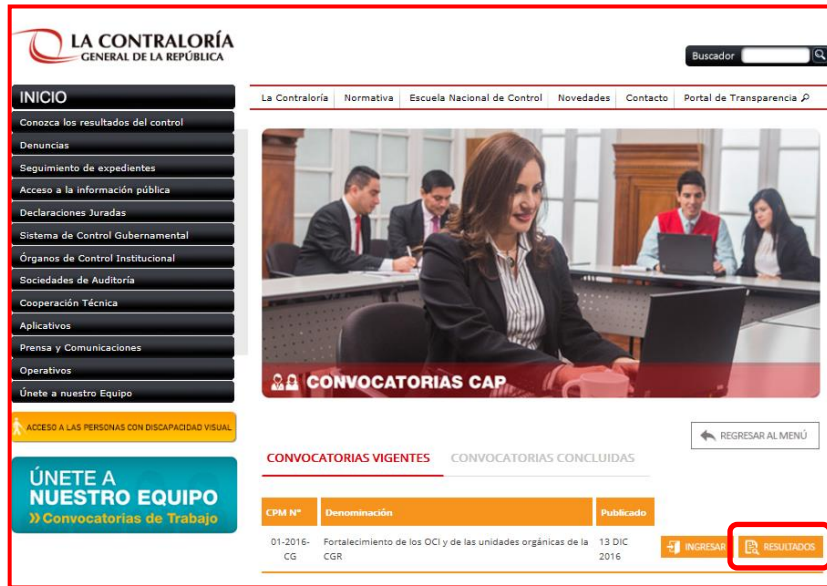 LA CONTRALORÍA
GENERAL DE LA REPÚBLICA
Buscador
INICIO
La Contraloría Normativa Escuela Nacional de Control Novedades Contacto Portal de Transparencia
Conozca los resultados del control
Denuncias
Seguimiento de expedientes
Acceso a la información pública
Declaraciones Juradas
Sistema de Control Gubernamental
Órganos de Control Institucional
Sociedades de Auditoría
Cooperación Técnica
Aplicativos
Prensa y Comunicaciones
Operativos
Únete a nuestro Equipo
ACCESO A LAS PERSONAS CON DISCAPACIDAD VISUAL
ÚNETE A
NUESTRO EQUIPO
Convocatorias de Trabajo
CONVOCATORIAS CAP
REGRESAR AL MENÚ
CONVOCATORIAS VIGENTES CONVOCATORIAS CONCLUIDAS
CPM N° Denominación Publicado
01-2016- Fortalecimiento de los OCI y de las unidades orgánicas de la 13 DIC
CG CGR 2016
INGRESAR RESULTADOS